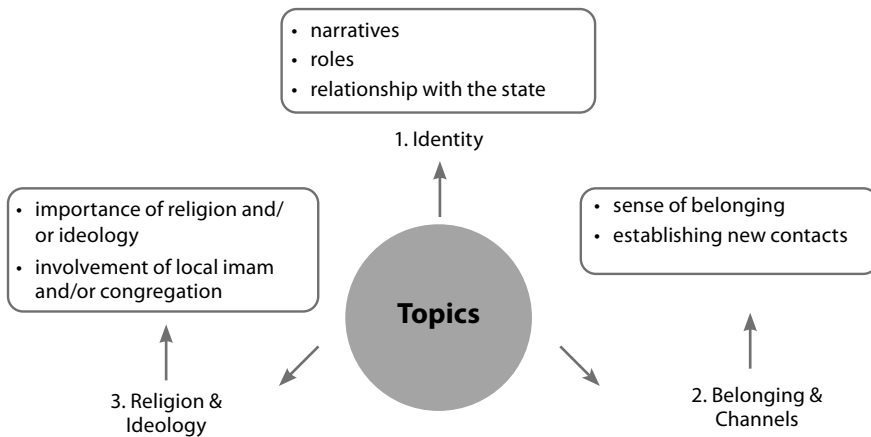 • narratives
• roles
• relationship with the state
1. Identity
• importance of religion and/
or ideology
• involvement of local imam
and/or congregation
• sense of belonging
• establishing new contacts
Topics
3. Religion &
Ideology
2. Belonging &
Channels